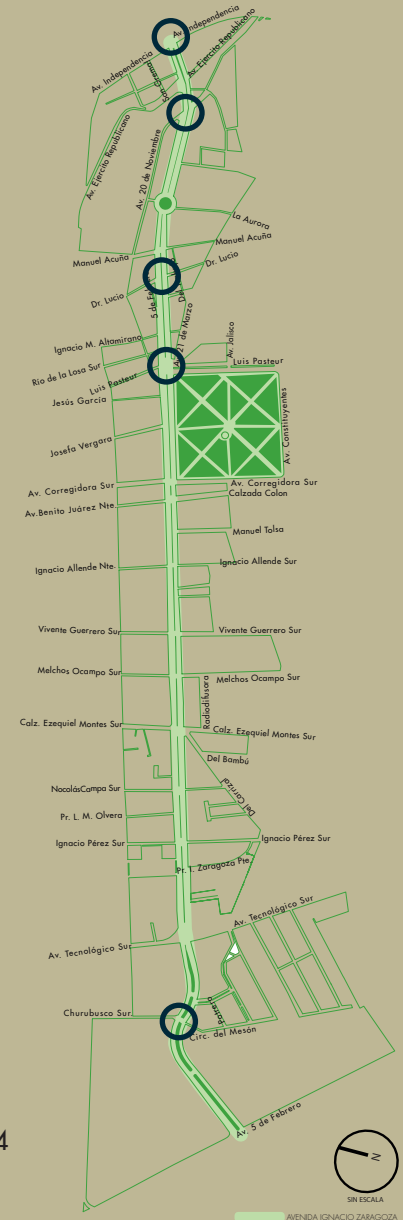 Av. Independencia
Av. Ejercito Republicano
Av. Independencia
San Gremal
Av. Ejercito Republicano
Av. 20 de Noviembre
La Aurora
Manuel Acuña
Manuel Acuña
Dr. Lucio
Dr. Lucio
5 de Febrero
Av. 21 de Marzo
Av. Jalisco
Ignacio M. Altamirano
Luis Pasteur
Río de la Losa Sur
Luis Pasteur
Jesús García
Av. Constituyentes
Josefa Vergara
Av. Corregidora Sur
Av. Corregidora Sur
Calzada Colon
Av.Benito Juárez Nte.
Manuel Tolsa
Ignacio Allende Nte.
Ignacio Allende Sur
Vivente Guerrero Sur
Vivente Guerrero Sur
Melchos Ocampo Sur
Melchos Ocampo Sur
Radiodifusora
Calz. Ezequiel Montes Sur
Calz. Ezequiel Montes Sur
Del Bambú
NocolásCampa Sur
Del Carrizal
Pr. L. M. Olvera
Ignacio Pérez Sur
Ignacio Pérez Sur
Pr. I. Zaragoza Pte.
Av. Tecnológico Sur
Av. Tecnológico Sur
Churubusco Sur.
Potrero
Circ. del Mesón
Av. 5 de Febrero
4
N
SIN ESCALA
AVENIDA IGNACIO ZARAGOZA